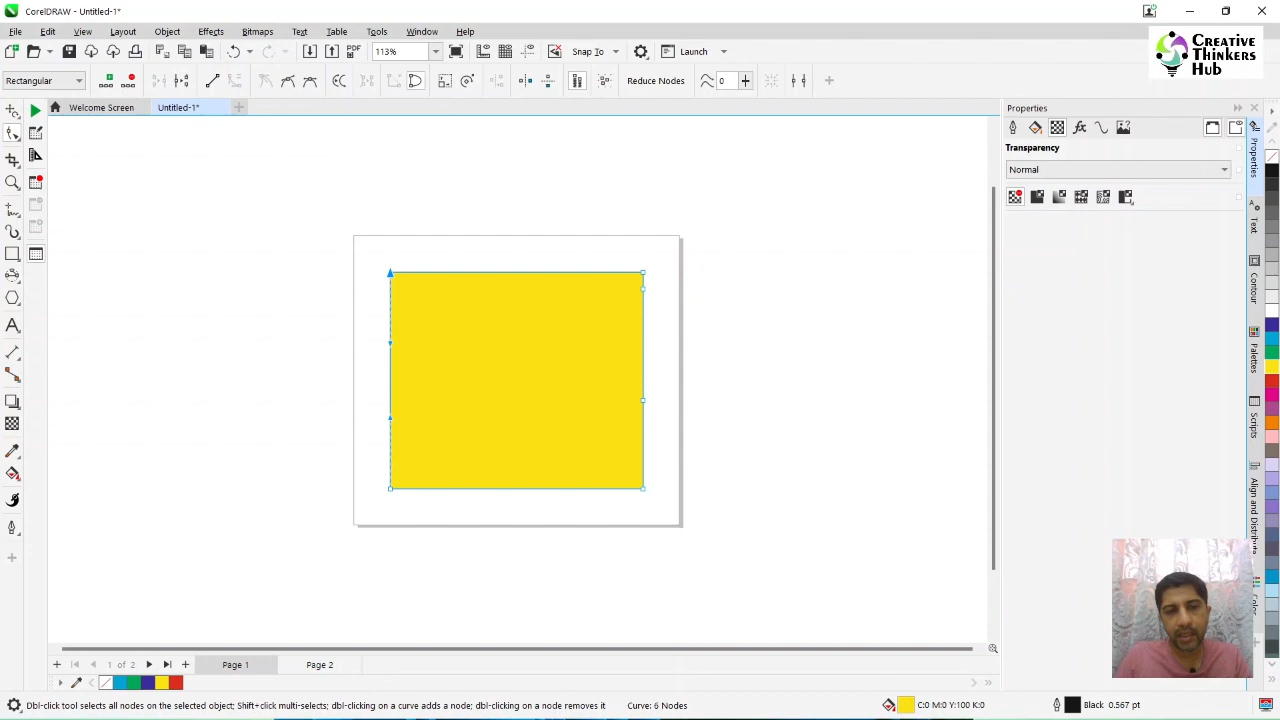 CorelDRAW - Untitled-1*
File Edit View Layout Object Effects Bitmaps Text Table Tools Window Help
PDF 113% Snap To Launch
CREATIVE
THINKERS
HUB
Rectangular Reduce Nodes 0
Welcome Screen Untitled-1*
Properties
Transparency
Normal
Properties
Text
Contour
Palettes
Scripts
Align and Distribute
1 of 2 Page 1 Page 2
Dbl-click tool selects all nodes on the selected object; Shift+click multi-selects; dbl-clicking on a curve adds a node; dbl-clicking on a node removes it Curve: 6 Nodes C:0 M:0 Y:100 K:0 Black 0.567 pt